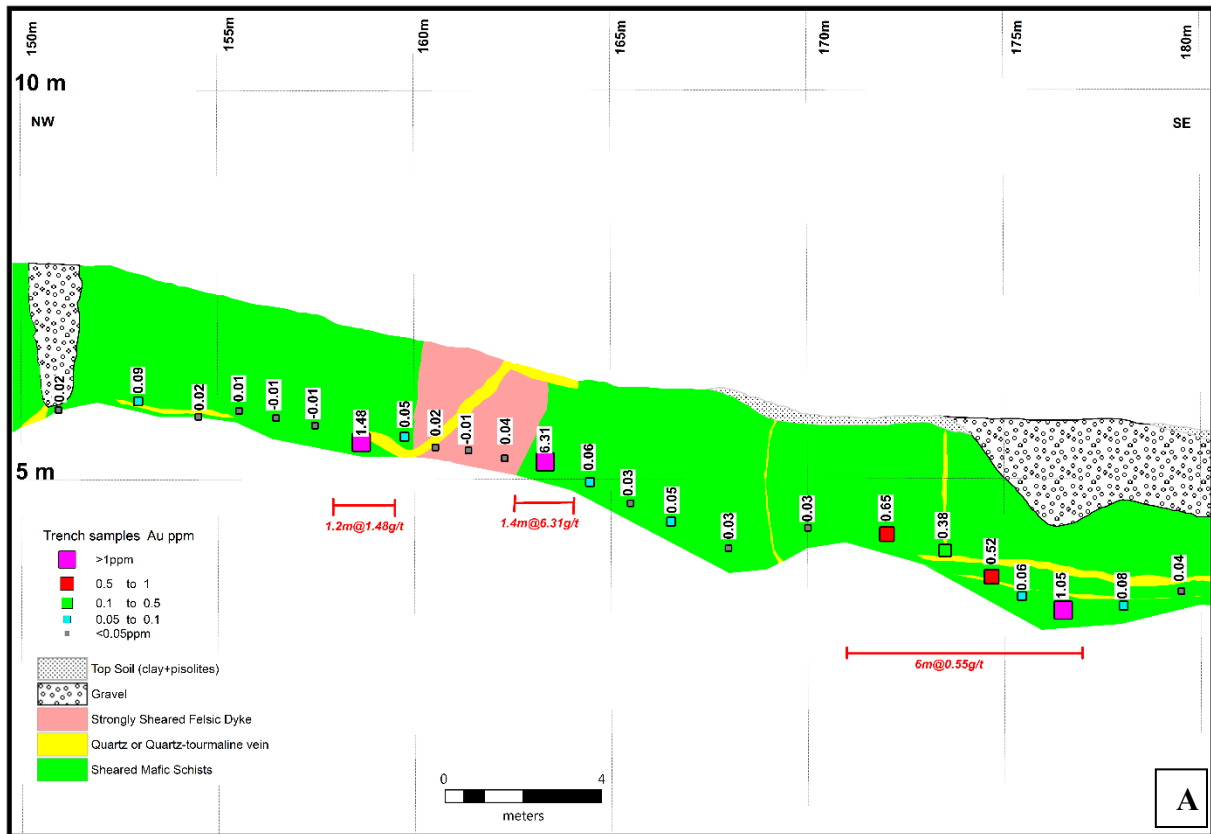 150m
155m
160m
165m
170m
175m
180m
10 m
NW
SE
0.02
0.09
0.02
0.01
-0.01
-0.01
1.48
0.05
0.02
-0.01
0.04
6.31
0.06
0.03
0.05
0.03
0.03
0.65
0.38
0.52
0.06
1.05
0.08
0.04
5 m
1.2m@1.48g/t
1.4m@6.31g/t
6m@0.55g/t
Trench samples Au ppm
>1ppm
0.5 to 1
0.1 to 0.5
0.05 to 0.1
<0.05ppm
Top Soil (clay+pisolites)
Gravel
Strongly Sheared Felsic Dyke
Quartz or Quartz-tourmaline vein
Sheared Mafic Schists
0 4
meters
A